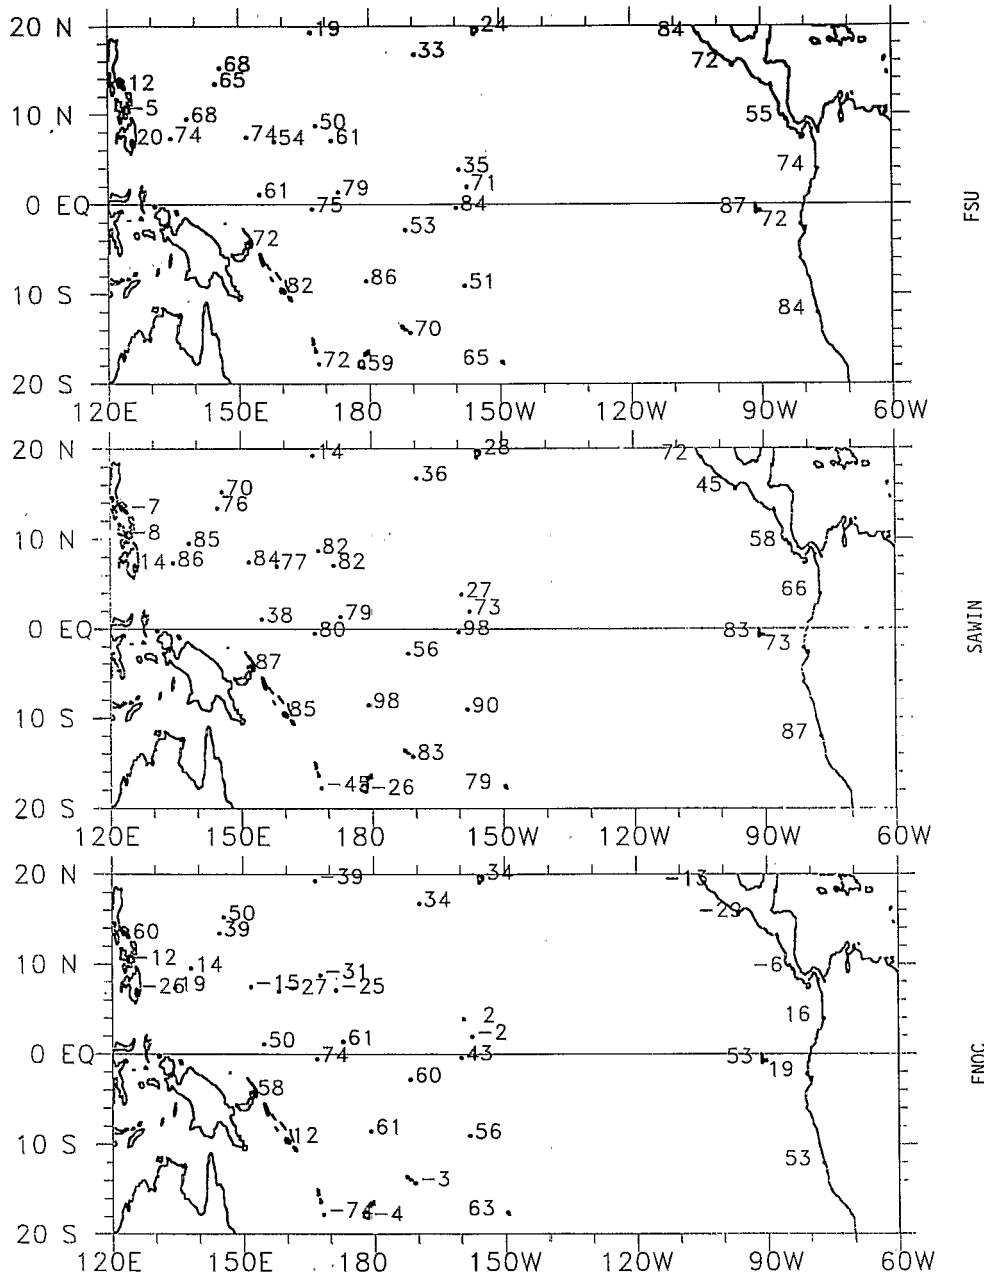 20 N 19 24 84
33 72
68
12 65
-5 68 50 55
10 N
20 74 74 54 61
35 74
61 79 71
0 EQ 75 84 87 72
53
72
82 86 51 84
10 S
70
72 59 65
20 S
120E 150E 180 150W 120W 90W 60W
FSU
20 N 14 28 72
36 45
70
-7 76
-8 85 82 58
10 N
14 86 84 77 82
27 66
38 79 73
0 EQ 80 98 83 73
56
87
85 98 90 87
10 S
83
-45 -26 79
20 S
120E 150E 180 150W 120W 90W 60W
SAWIN
20 N -39 34 -13
34 -29
50
60 39
-12 14 -31 -6
10 N
-26 19 -15 -27 -25
2 16
50 61 -2
0 EQ 74 43 53 19
60
58
12 61 56 53
10 S
-3
-74 -4 63
20 S
120E 150E 180 150W 120W 90W 60W
FNOC